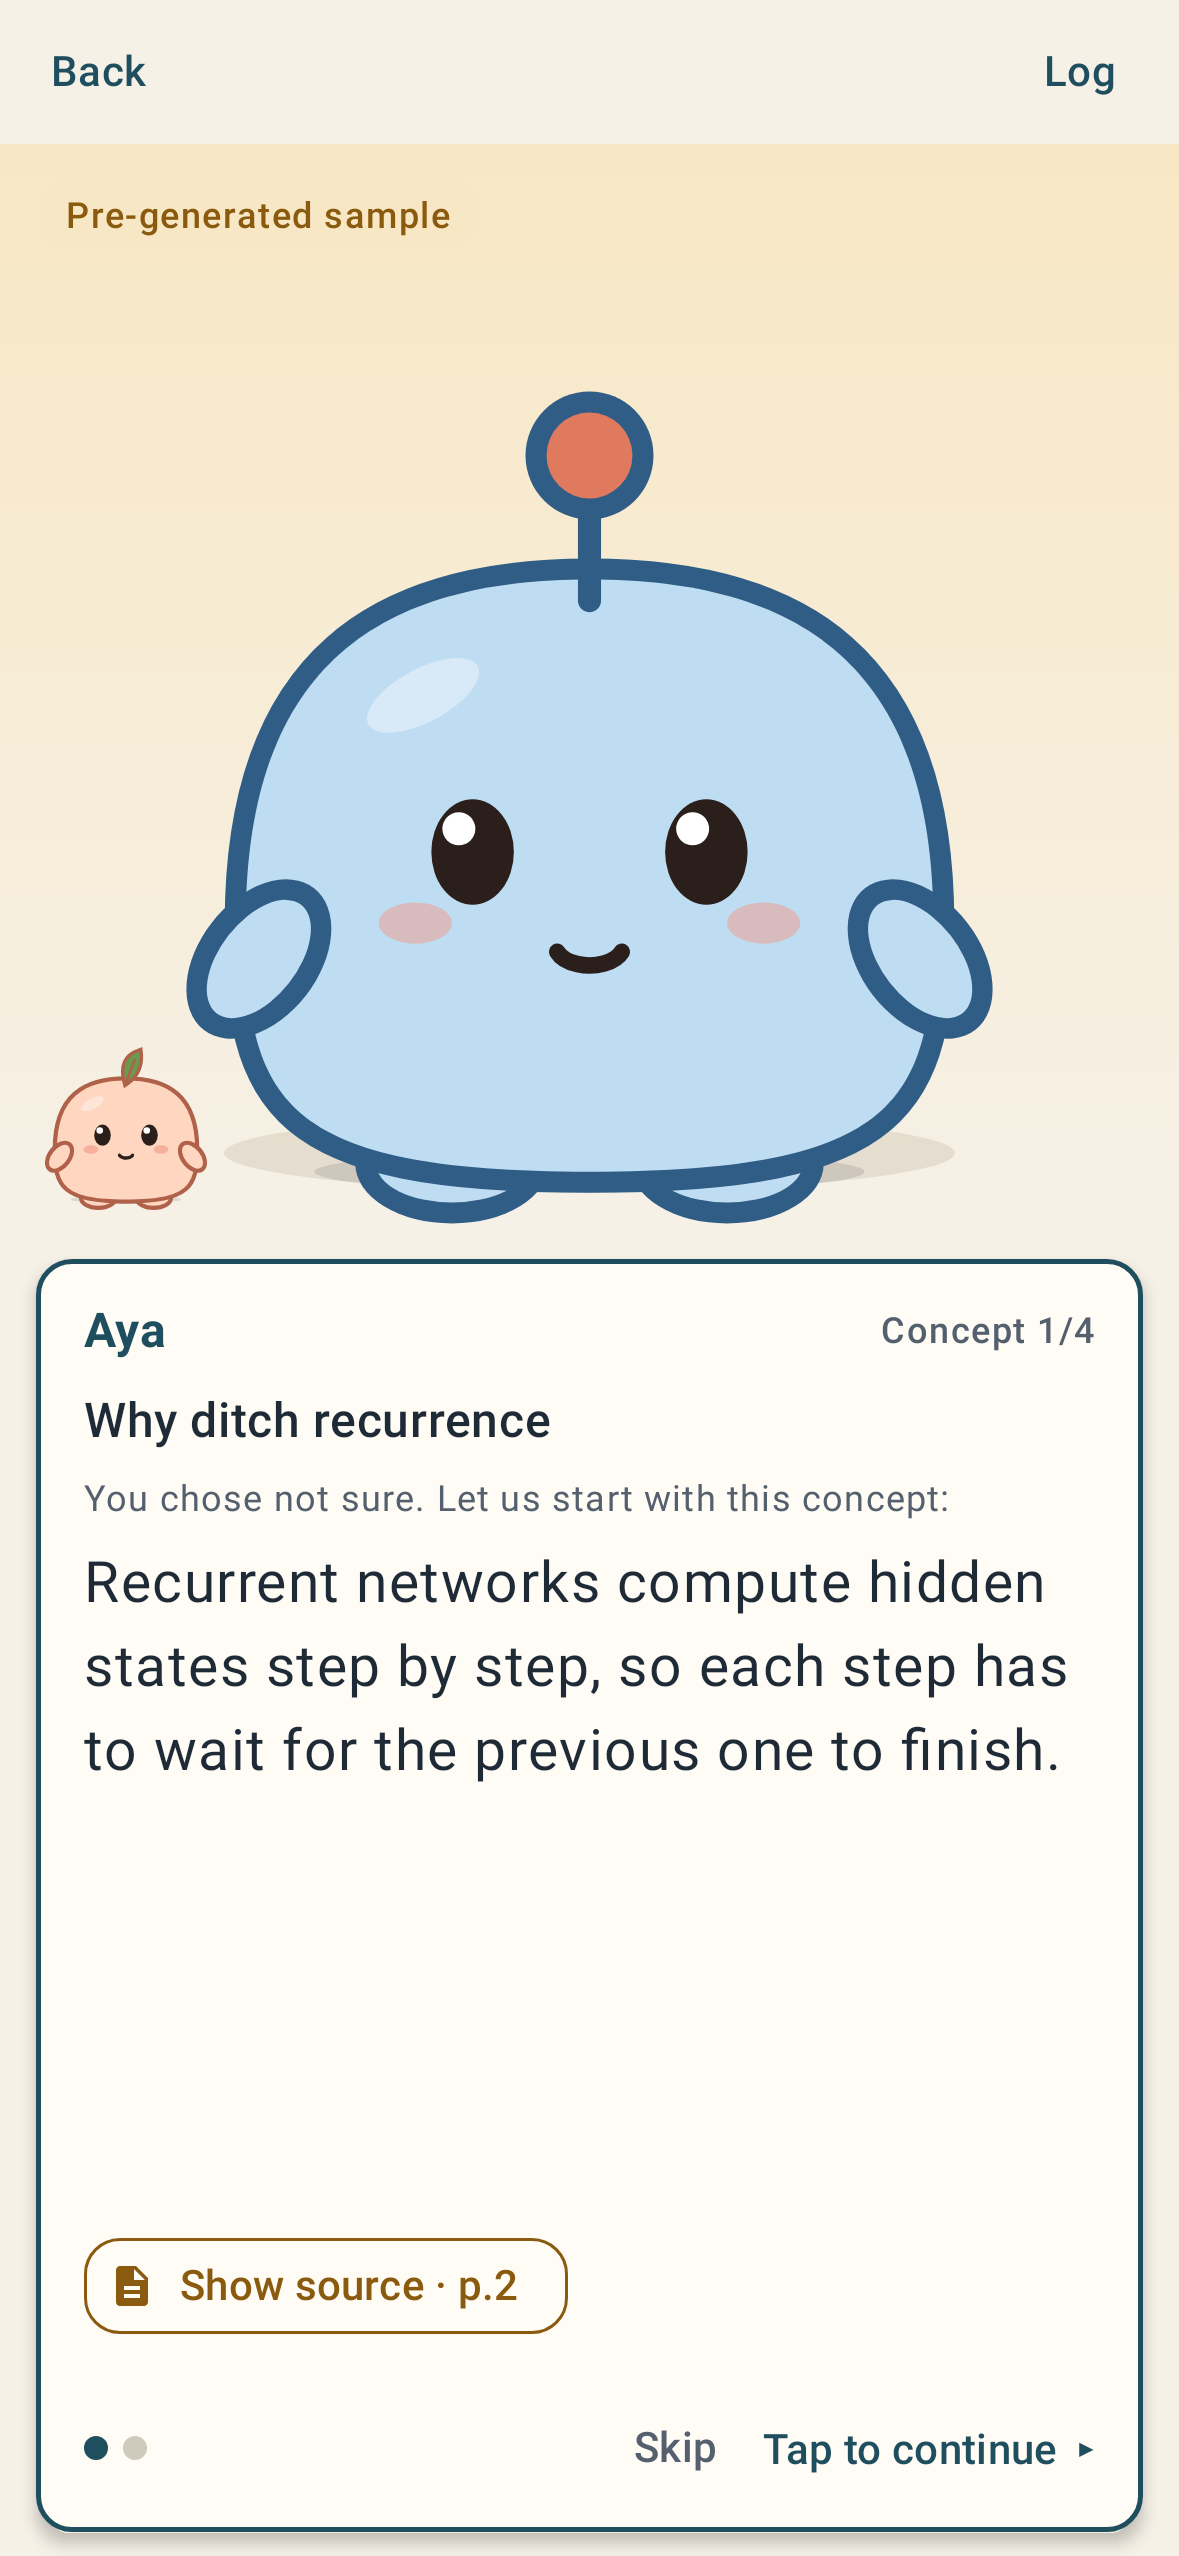 Back
Log
Pre-generated sample
Aya
Concept 1/4
Why ditch recurrence
You chose not sure. Let us start with this concept:
Recurrent networks compute hidden
states step by step, so each step has
to wait for the previous one to finish.
Show source · p.2
Skip
Tap to continue ▸